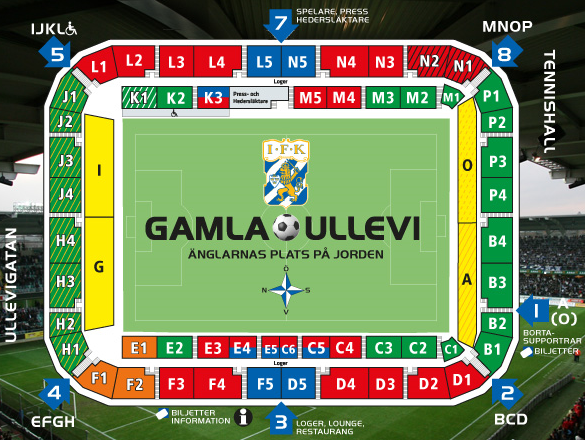 SPELARE, PRESS
HEDERSLÄKTARE
IJKL
7
MNOP
5
8
L1 L2 L3 L4 L5 N5 N4 N3 N2 N1
Loger
K1 K2 K3 Press- och
Hedersläktare
M5 M4 M3 M2 M1
TENNISHALL
J1
J2
J3
J4
H4
H3
H2
H1
P1
P2
P3
P4
B4
B3
B2
B1
I
G
O
A
IFK
GAMLA ULLEVI
ÄNGLARNAS PLATS PÅ JORDEN
Ö
N S
V
ULLEVIGATAN
1 A
(O)
BORTA-
SUPPORTRAR
BILJETTER
E1 E2 E3 E4 E5 C6 C5 C4 C3 C2 C1
Loger
F1 F2 F3 F4 F5 D5 D4 D3 D2 D1
4
EFGH
BILJETTER
INFORMATION
i
3
LOGER, LOUNGE,
RESTAURANG
2
BCD